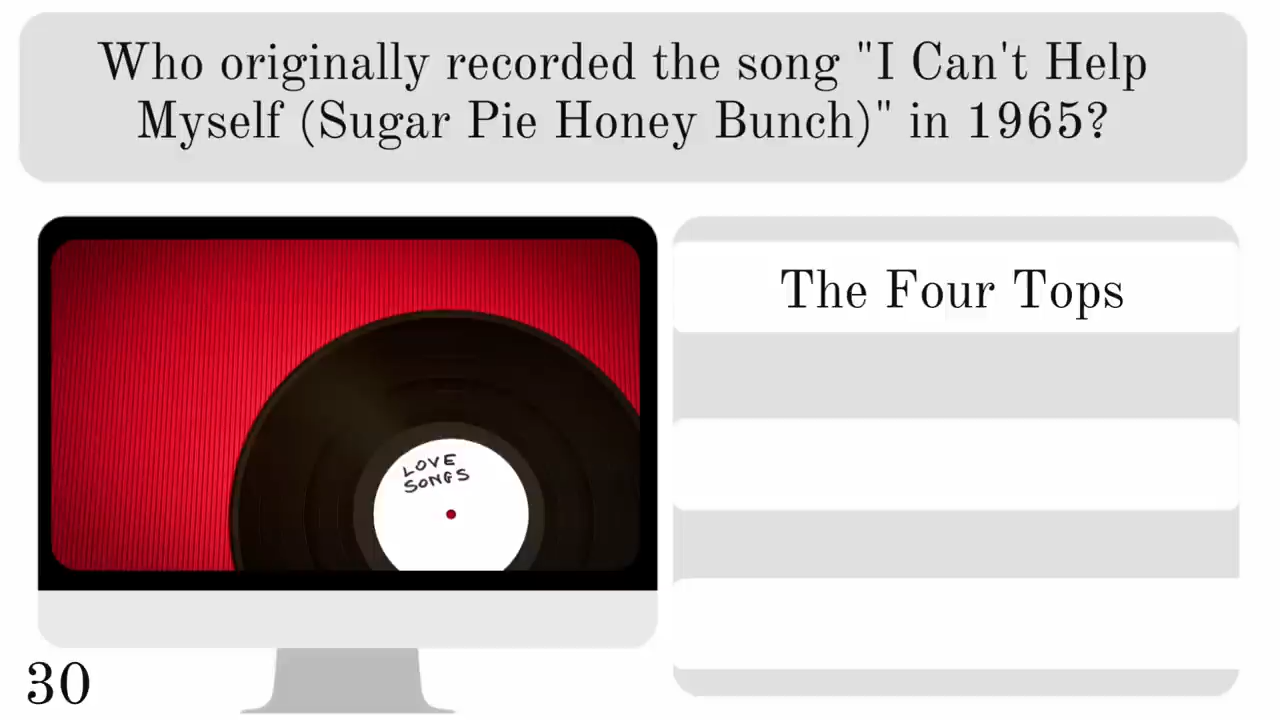 Who originally recorded the song "I Can't Help
Myself (Sugar Pie Honey Bunch)" in 1965?
The Four Tops
LOVE
SONGS
30